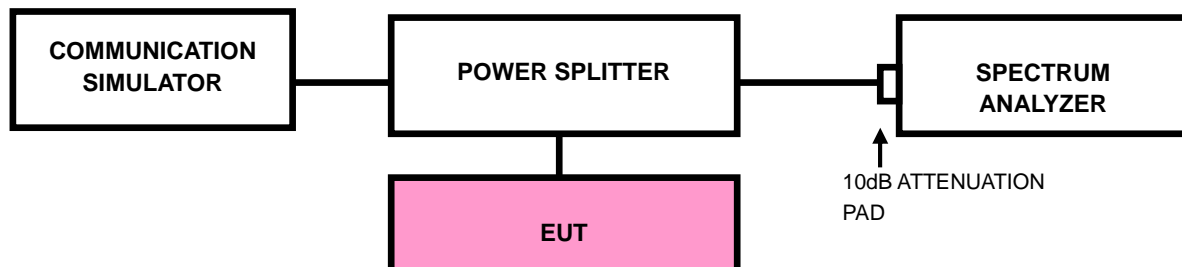 COMMUNICATION
SIMULATOR
POWER SPLITTER
SPECTRUM
ANALYZER
10dB ATTENUATION
PAD
EUT